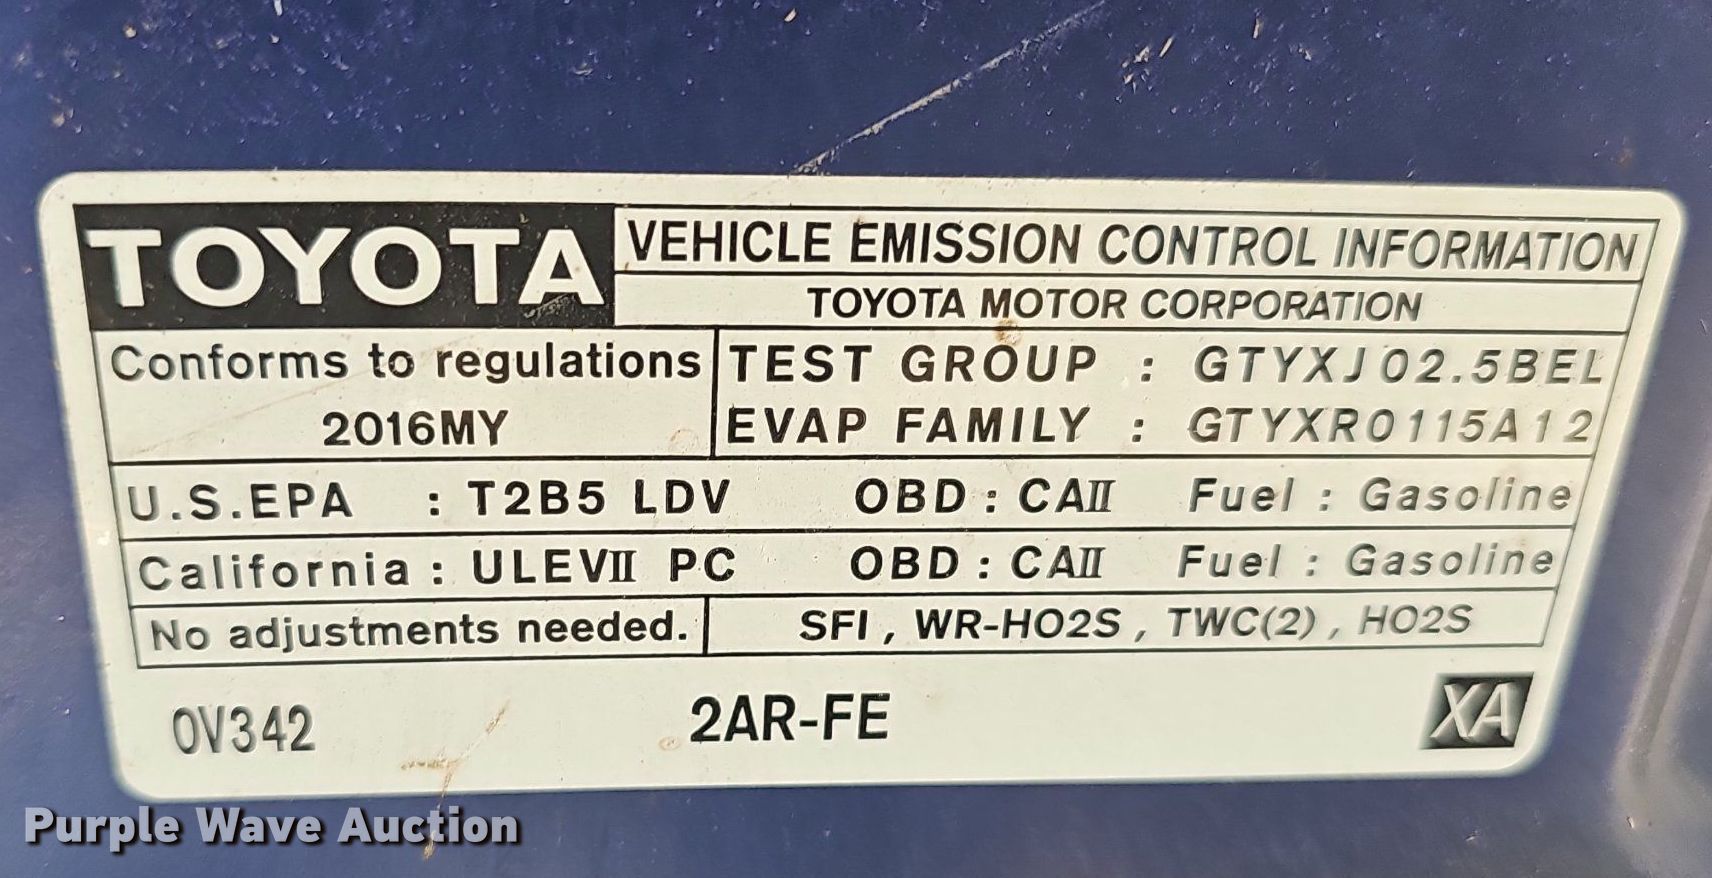 TOYOTA VEHICLE EMISSION CONTROL INFORMATION
TOYOTA MOTOR CORPORATION
Conforms to regulations
2016MY
TEST GROUP : GTYXJ02.5BEL
EVAP FAMILY : GTYXR0115A12
U.S.EPA : T2B5 LDV OBD : CAII Fuel : Gasoline
California : ULEVII PC OBD : CAII Fuel : Gasoline
No adjustments needed. SFI , WR-HO2S , TWC(2) , HO2S
0V342 2AR-FE XA
Purple Wave Auction